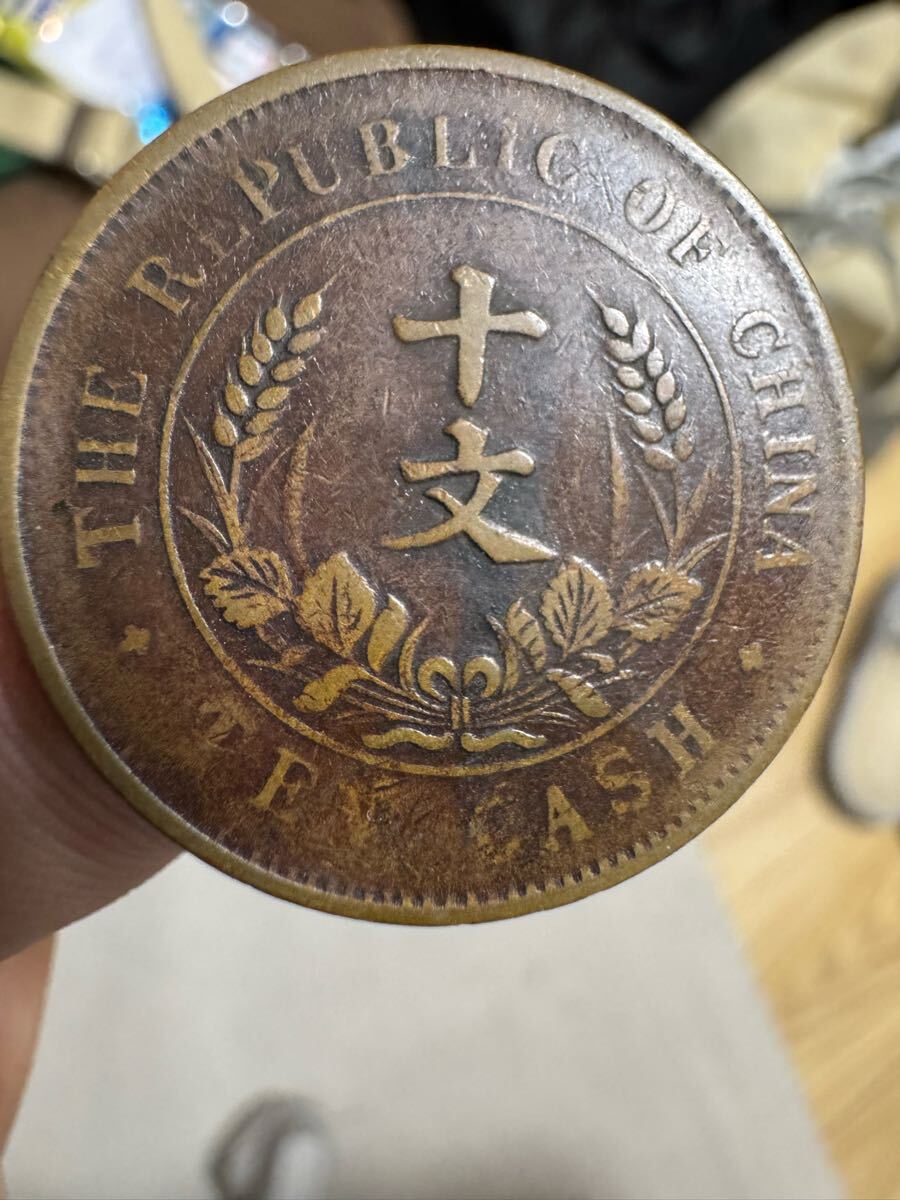 THE REPUBLIC OF CHINA
十
文
TEN CASH